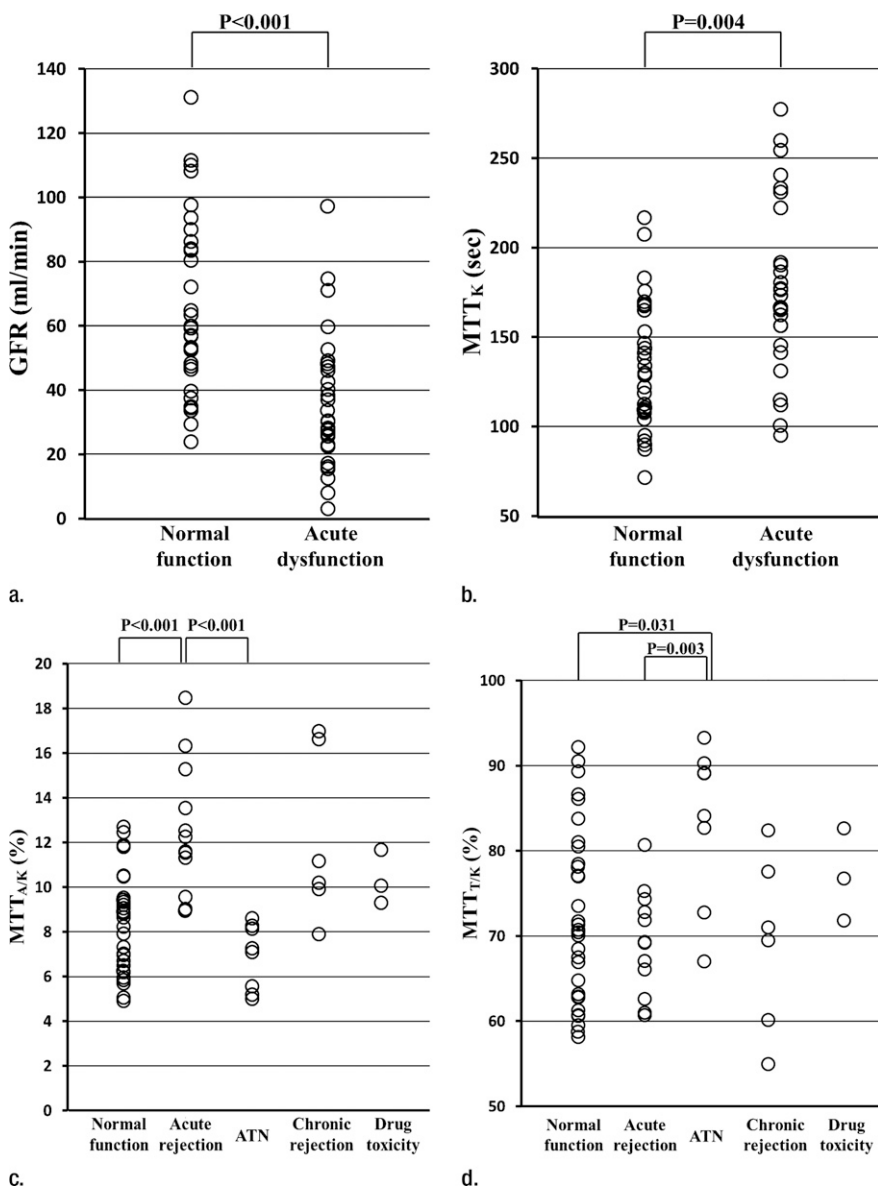 P<0.001
140
120
100
80
60
40
20
0
GFR (ml/min)
Normal
function
Acute
dysfunction
a.
P=0.004
300
250
200
150
100
50
MTTK (sec)
Normal
function
Acute
dysfunction
b.
P<0.001 P<0.001
20
18
16
14
12
10
8
6
4
2
0
MTTA/K (%)
Normal
function
Acute
rejection
ATN
Chronic
rejection
Drug
toxicity
c.
P=0.031
P=0.003
100
90
80
70
60
50
MTTT/K (%)
Normal
function
Acute
rejection
ATN
Chronic
rejection
Drug
toxicity
d.